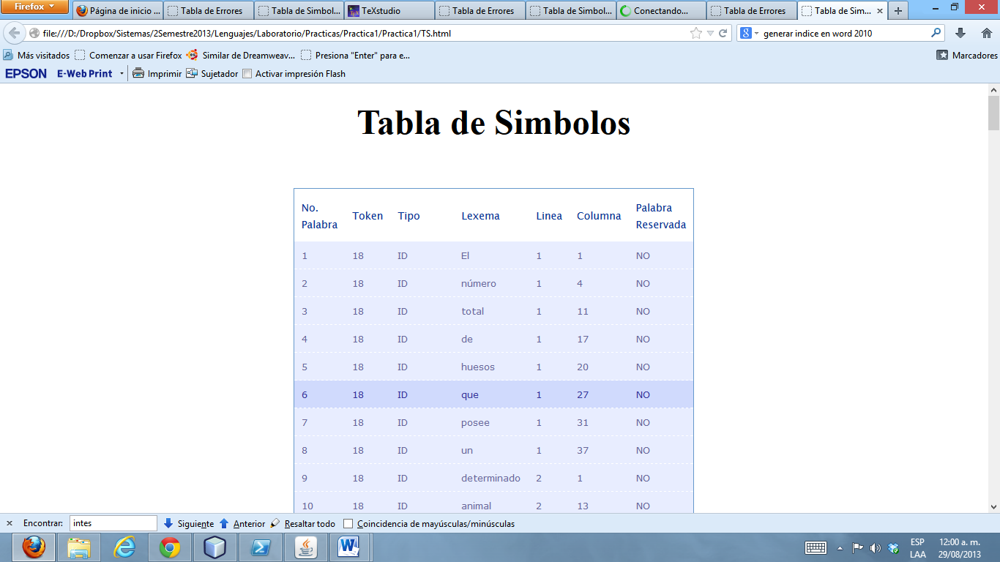 Firefox
Página de inicio ... Tabla de Errores Tabla de Simbol... TeXstudio Tabla de Errores Tabla de Simbol... Conectando... Tabla de Errores Tabla de Sim...
file:///D:/Dropbox/Sistemas/2Semestre2013/Lenguajes/Laboratorio/Practicas/Practica1/Practica1/TS.html generar indice en word 2010
Más visitados Comenzar a usar Firefox Similar de Dreamweav... Presiona "Enter" para e... Marcadores
EPSON E-Web Print Imprimir Sujetador Activar impresión Flash
Tabla de Simbolos
No. Palabra Token Tipo Lexema Linea Columna Palabra Reservada
1 18 ID El 1 1 NO
2 18 ID número 1 4 NO
3 18 ID total 1 11 NO
4 18 ID de 1 17 NO
5 18 ID huesos 1 20 NO
6 18 ID que 1 27 NO
7 18 ID posee 1 31 NO
8 18 ID un 1 37 NO
9 18 ID determinado 2 1 NO
10 18 ID animal 2 13 NO
Encontrar: intes Siguiente Anterior Resaltar todo Coincidencia de mayúsculas/minúsculas
ESP 12:00 a. m.
LAA 29/08/2013